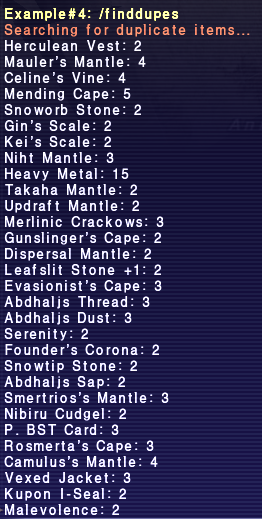 Example#4: /finddupes
Searching for duplicate items...
Herculean Vest: 2
Mauler's Mantle: 4
Celine's Vine: 4
Mending Cape: 5
Snoworb Stone: 2
Gin's Scale: 2
Kei's Scale: 2
Niht Mantle: 3
Heavy Metal: 15
Takaha Mantle: 2
Updraft Mantle: 2
Merlinic Crackows: 3
Gunslinger's Cape: 2
Dispersal Mantle: 2
Leafslit Stone +1: 2
Evasionist's Cape: 3
Abdhaljs Thread: 3
Abdhaljs Dust: 3
Serenity: 2
Founder's Corona: 2
Snowtip Stone: 2
Abdhaljs Sap: 2
Smertrios's Mantle: 3
Nibiru Cudgel: 2
P. BST Card: 3
Rosmerta's Cape: 3
Camulus's Mantle: 4
Vexed Jacket: 3
Kupon I-Seal: 2
Malevolence: 2